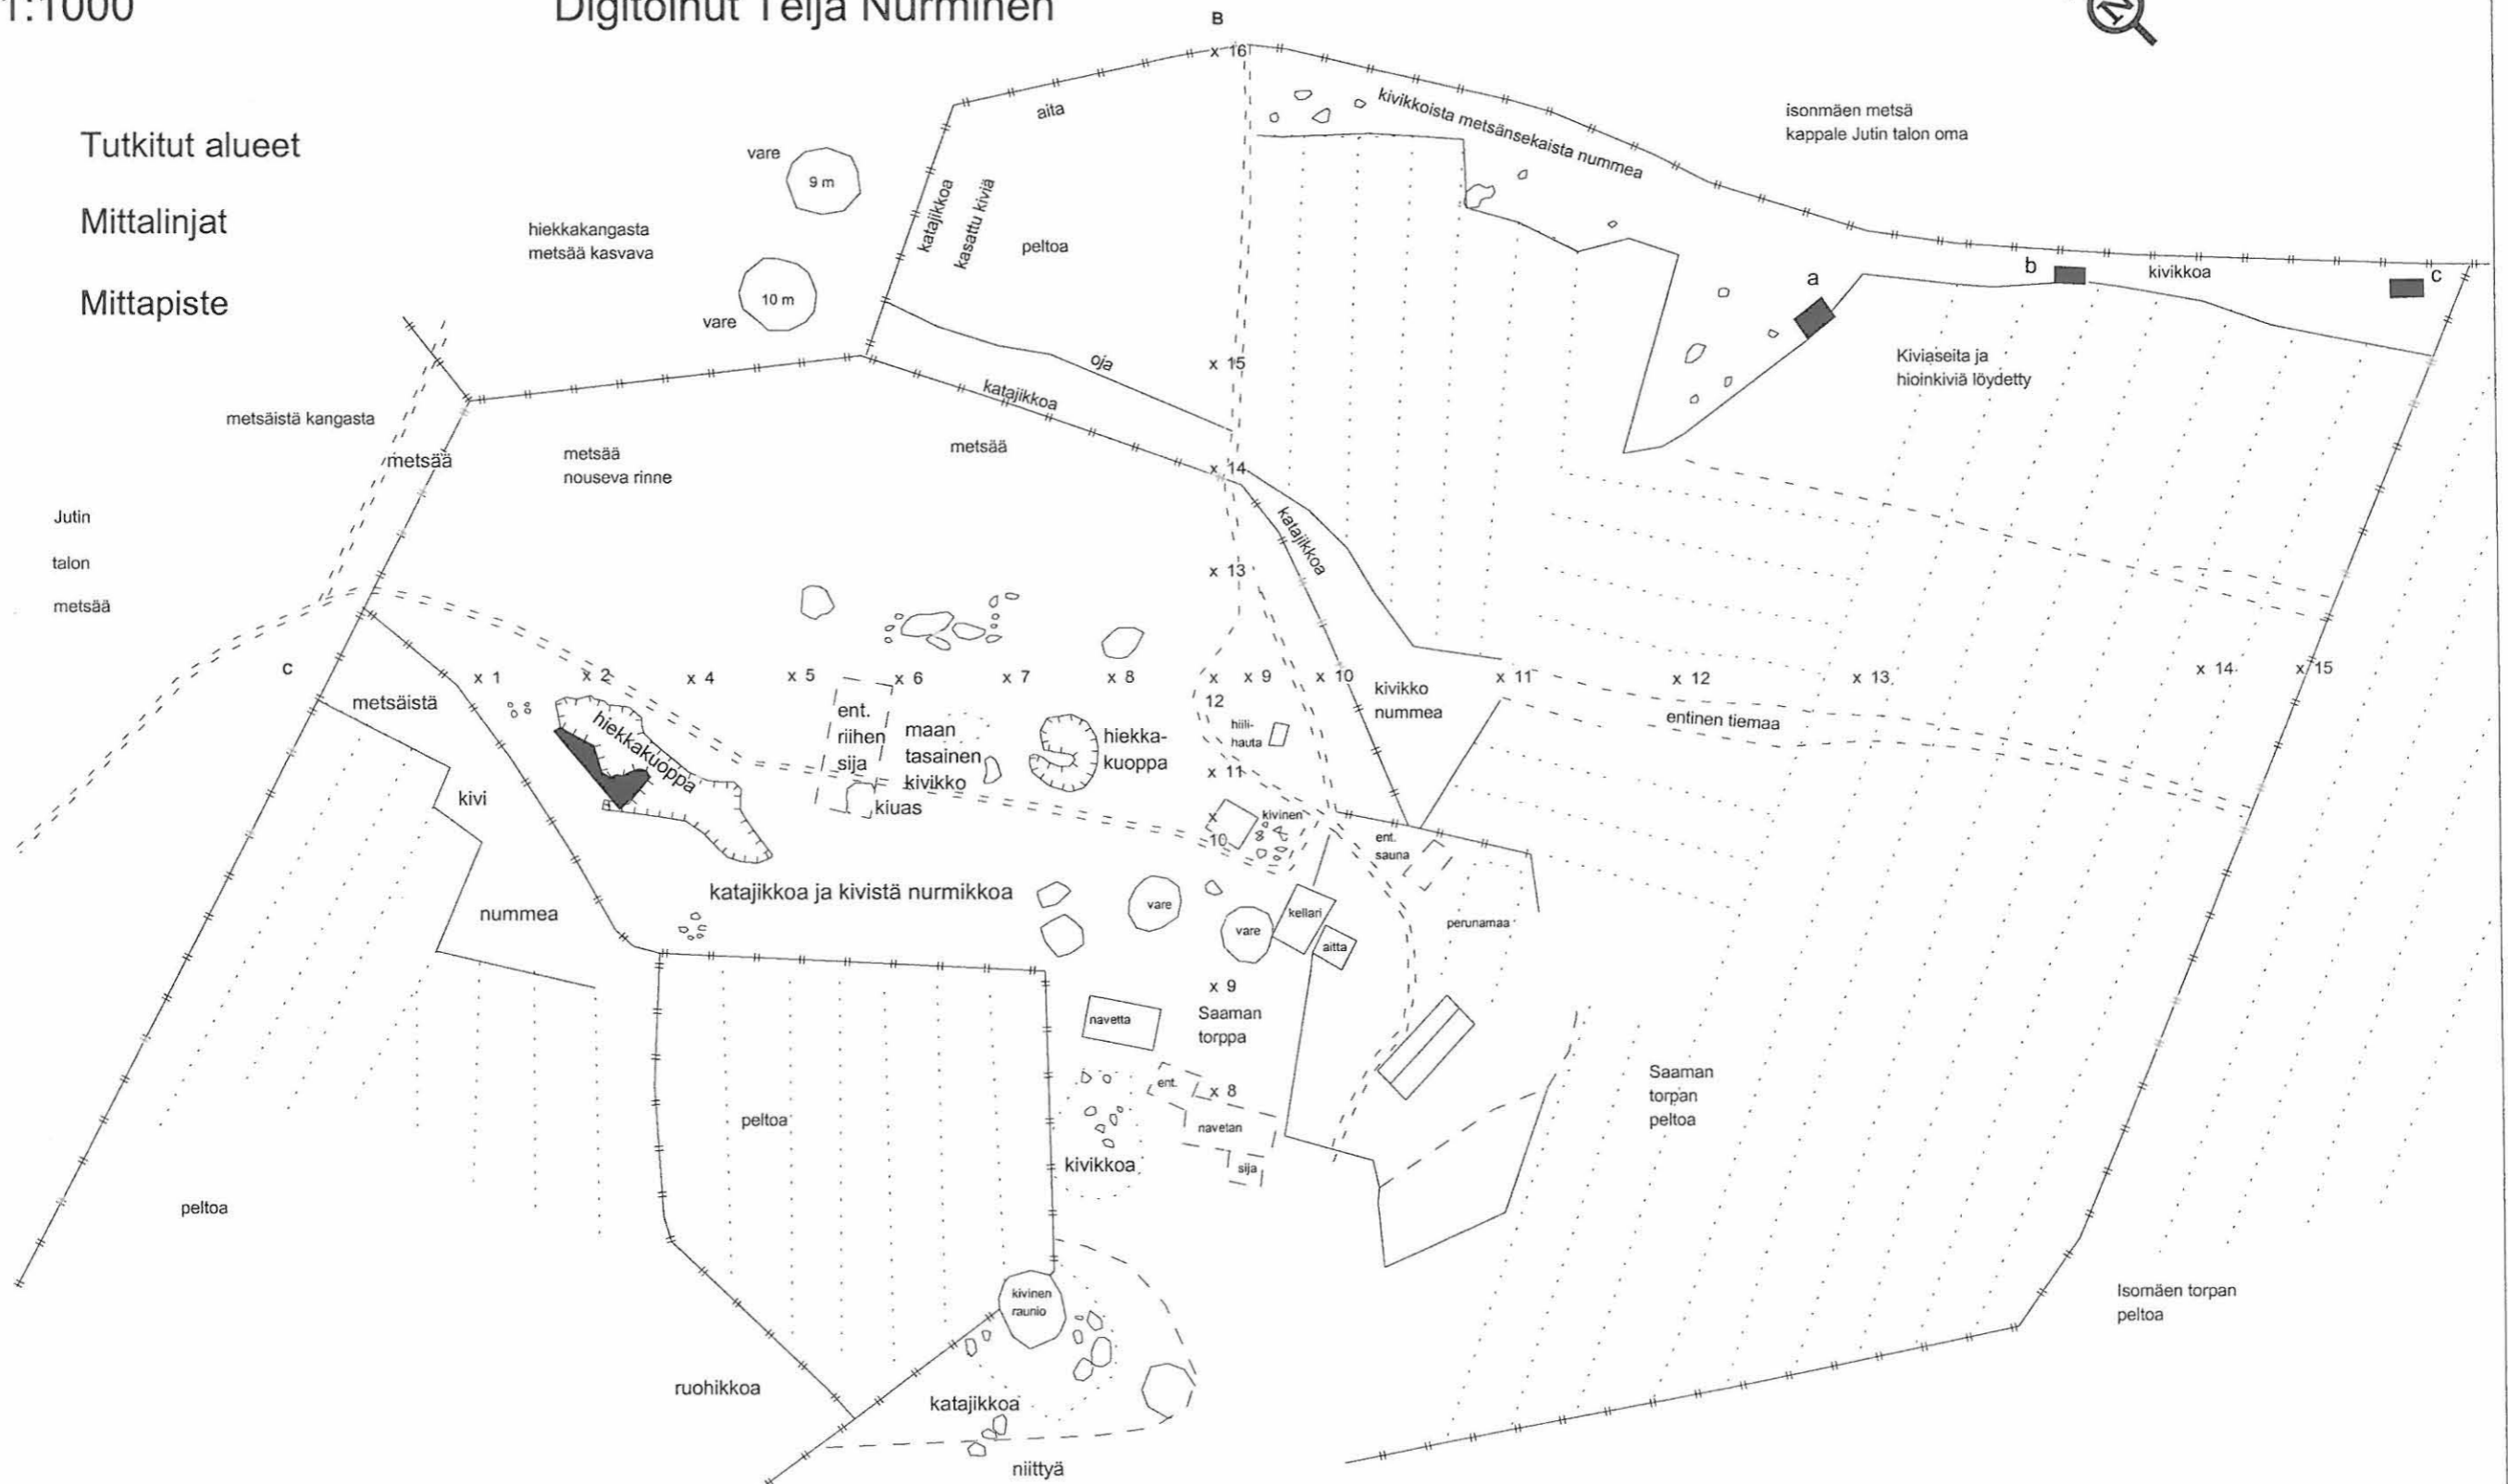 1:1000
Digitoinut Teija Nurminen
N
B
x 16
aita
kivikkoista metsänsekaista nummea
isonmäen metsä
kappale Jutin talon oma
Tutkitut alueet
vare
9 m
Mittalinjat
hiekkakangasta
metsää kasvava
katajikkoa
kasattu kiviä
peltoa
10 m
vare
Mittapiste
a
b
kivikkoa
c
oja
x 15
Kiviaseita ja
hioinkiviä löydetty
katajikkoa
metsäistä kangasta
metsää
metsää
nouseva rinne
metsää
x 14
katajikkoa
Jutin
talon
metsää
x 13
c
x 1
x 2
x 4
x 5
x 6
x 7
x 8
x
12
x 9
x 10
x 11
x 12
x 13
x 14
x 15
metsäistä
kivikko
nummea
hiekkakuoppa
ent.
riihen
sija
maan
tasainen
kivikko
kiuas
hiekka-
kuoppa
hiili-
hauta
entinen tiemaa
x 11
kivi
x
10
kivinen
ent.
sauna
nummea
katajikkoa ja kivistä nurmikkoa
vare
vare
kellari
aitta
perunamaa
x 9
Saaman
torppa
navetta
ent.
x 8
navetan
sija
kivikkoa
Saaman
torpan
peltoa
peltoa
peltoa
kivinen
raunio
Isomäen torpan
peltoa
ruohikkoa
katajikkoa
niittyä